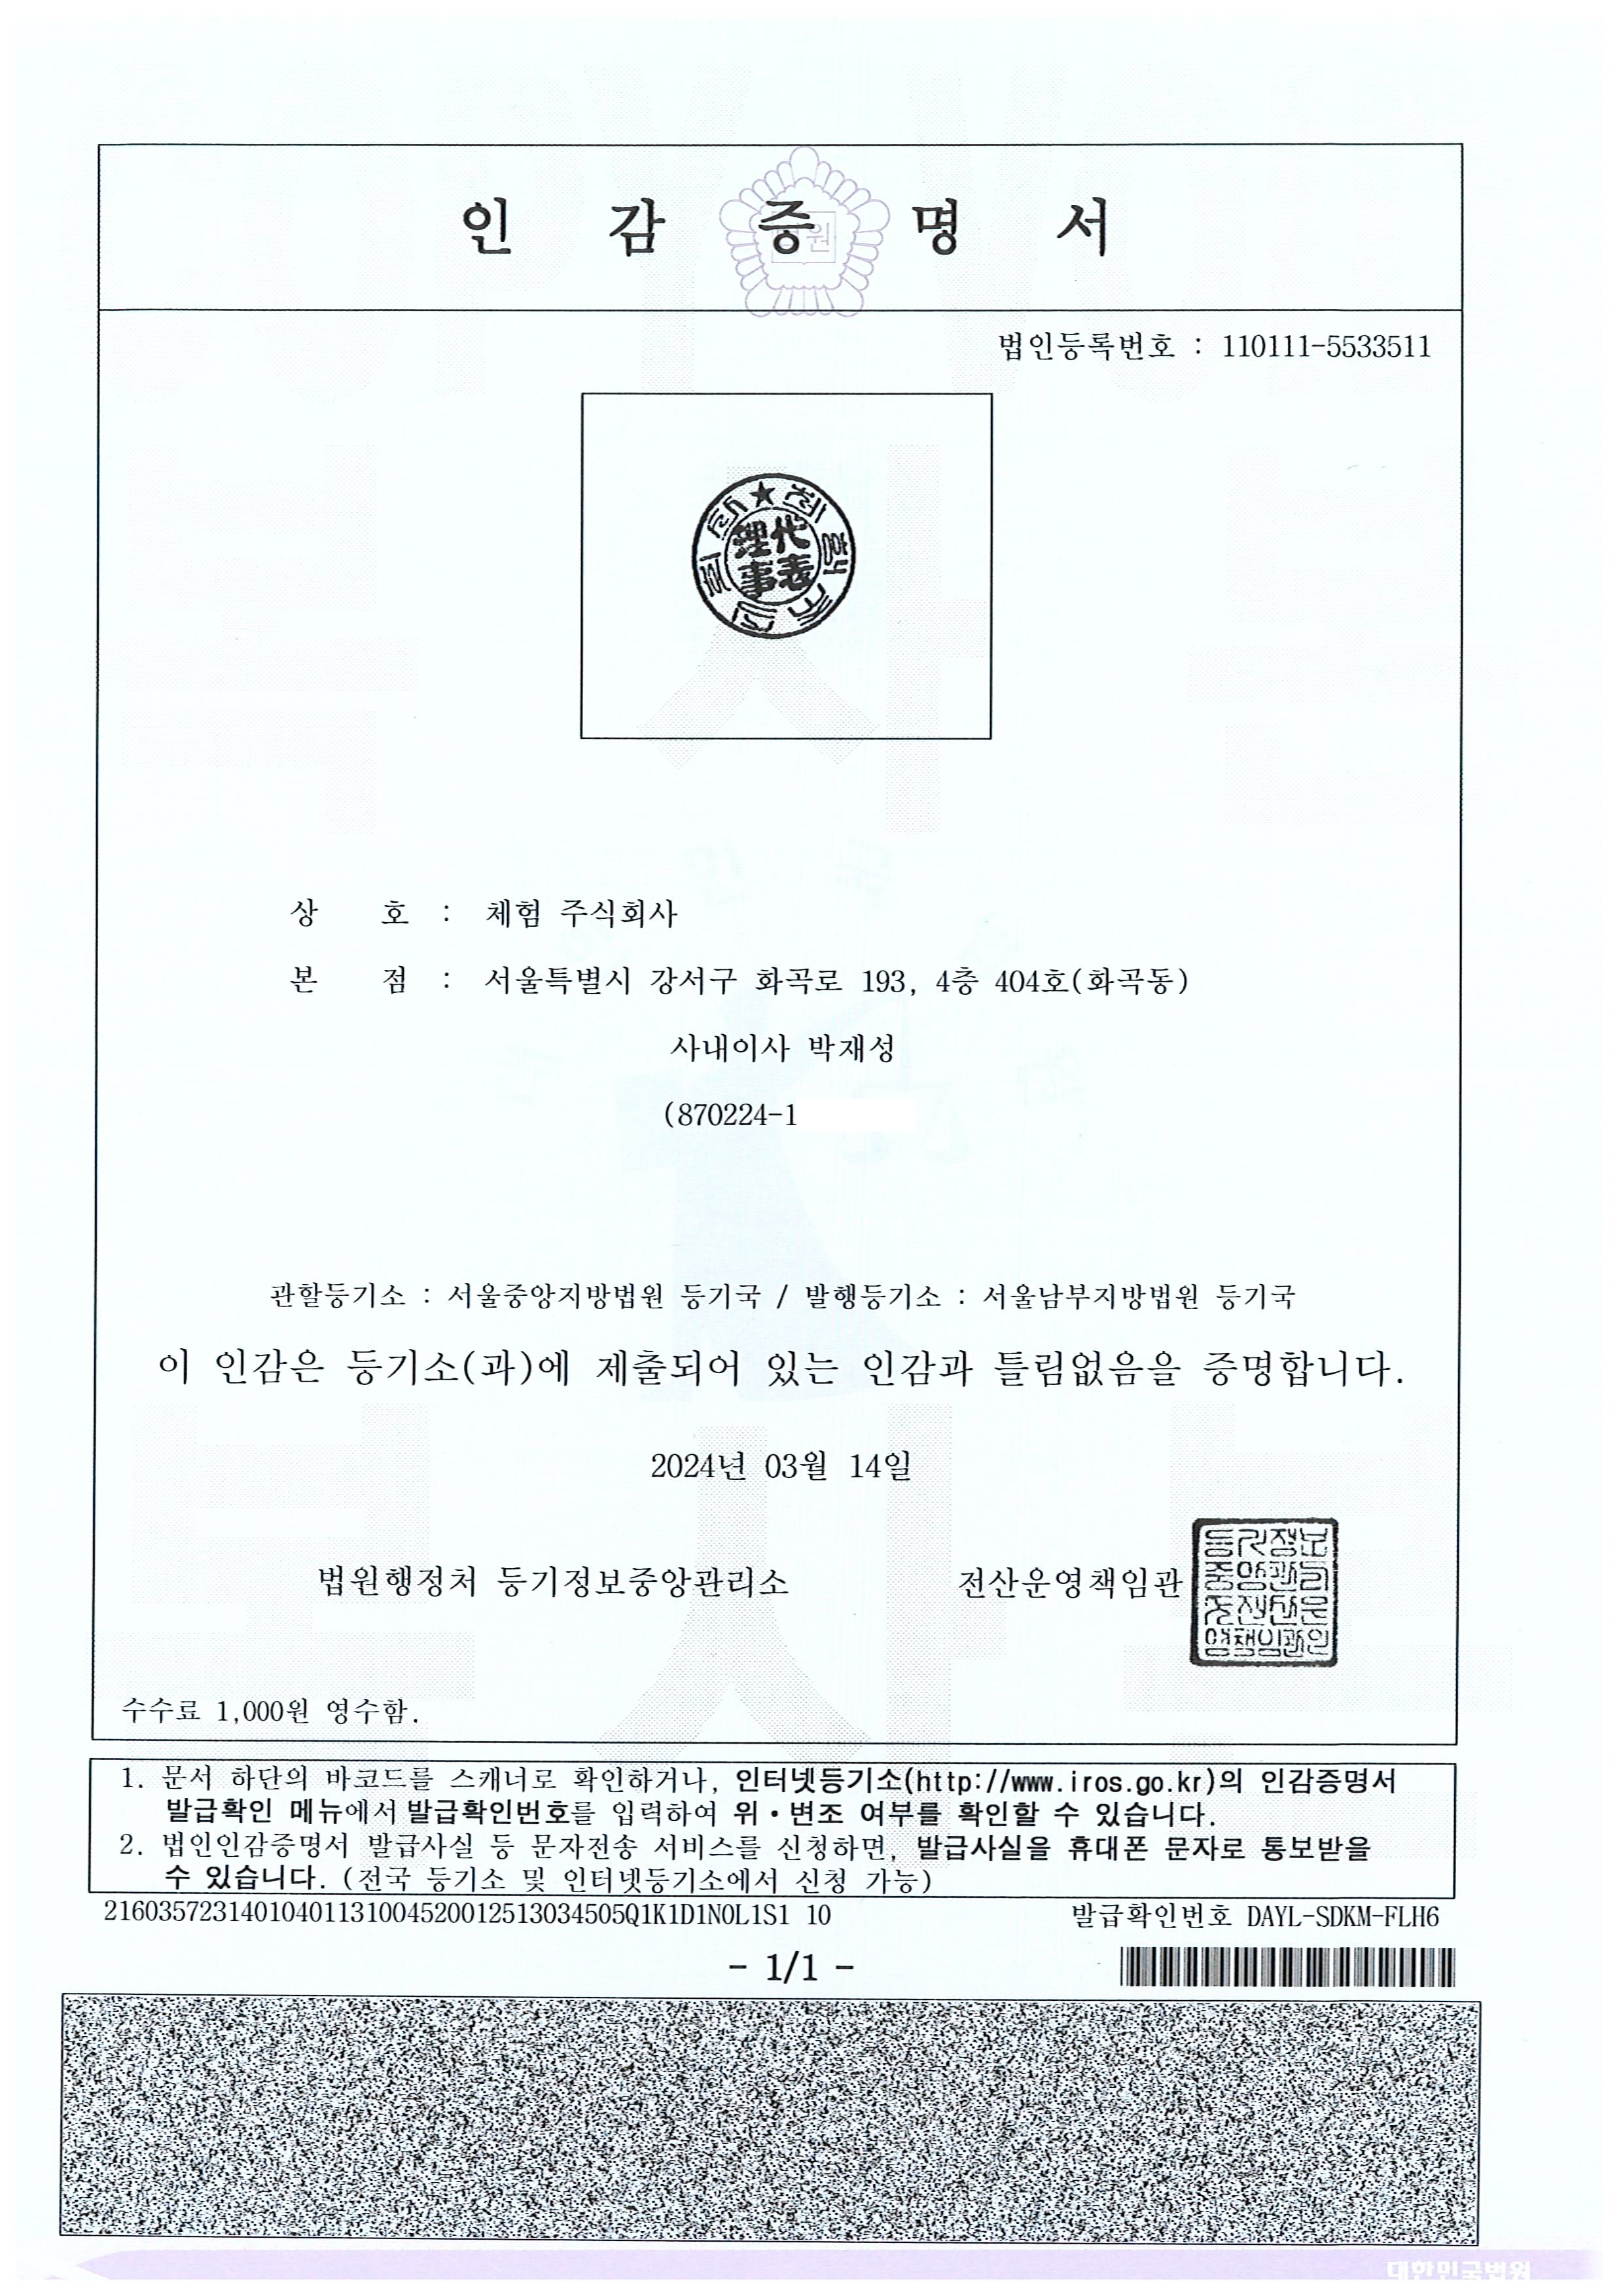 인 감 증 명 서
법인등록번호 : 110111-5533511
代表
理事
상 호 : 체험 주식회사
본 점 : 서울특별시 강서구 화곡로 193, 4층 404호(화곡동)
사내이사 박재성
(870224-1
관할등기소 : 서울중앙지방법원 등기국 / 발행등기소 : 서울남부지방법원 등기국
이 인감은 등기소(과)에 제출되어 있는 인감과 틀림없음을 증명합니다.
2024년 03월 14일
법원행정처 등기정보중앙관리소 전산운영책임관
등기정보
중앙관리
소전산운
영책임관인
수수료 1,000원 영수함.
1. 문서 하단의 바코드를 스캐너로 확인하거나, 인터넷등기소(http://www.iros.go.kr)의 인감증명서
발급확인 메뉴에서 발급확인번호를 입력하여 위・변조 여부를 확인할 수 있습니다.
2. 법인인감증명서 발급사실 등 문자전송 서비스를 신청하면, 발급사실을 휴대폰 문자로 통보받을
수 있습니다. (전국 등기소 및 인터넷등기소에서 신청 가능)
21603572314010401131004520012513034505Q1K1D1N0L1S1 10 발급확인번호 DAYL-SDKM-FLH6
- 1/1 -
대한민국법원